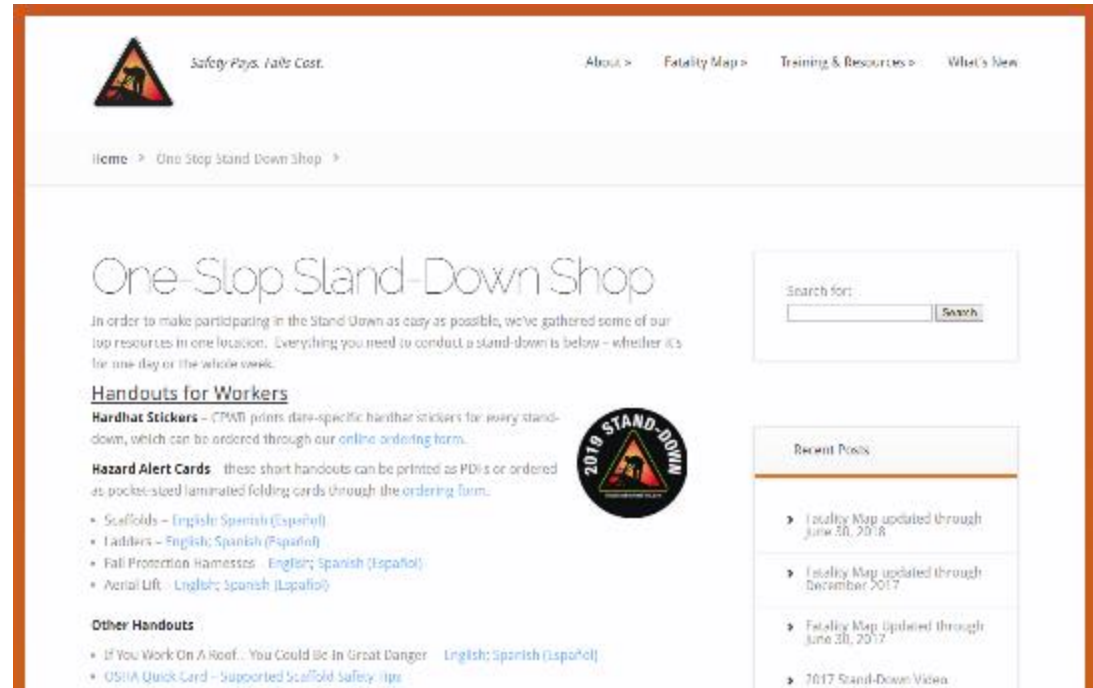 Safety Pays. Falls Cost.
About »
Fatality Map »
Training & Resources »
What's New
Home > One-Stop Stand-Down Shop >
One-Stop Stand-Down Shop
In order to make participating in the Stand-Down as easy as possible, we've gathered some of our
top resources in one location. Everything you need to conduct a stand-down is below – whether it's
for one day or the whole week.
Handouts for Workers
Hardhat Stickers – CPWR prints date-specific hardhat stickers for every stand-
down, which can be ordered through our online ordering form.
Hazard Alert Cards – these short handouts can be printed as PDFs or ordered
as pocket-sized laminated folding cards through the ordering form.
• Scaffolds – English; Spanish (Español)
• Ladders – English; Spanish (Español)
• Fall Protection Harnesses – English; Spanish (Español)
• Aerial Lift – English; Spanish (Español)
Other Handouts
• If You Work On A Roof... You Could Be In Great Danger – English; Spanish (Español)
• OSHA Quick Card – Supported Scaffold Safety Tips
2019 STAND-DOWN
Search for:
Search
Recent Posts
Fatality Map updated through
June 30, 2018
Fatality Map updated through
December 2017
Fatality Map Updated through
June 30, 2017
2017 Stand-Down Video